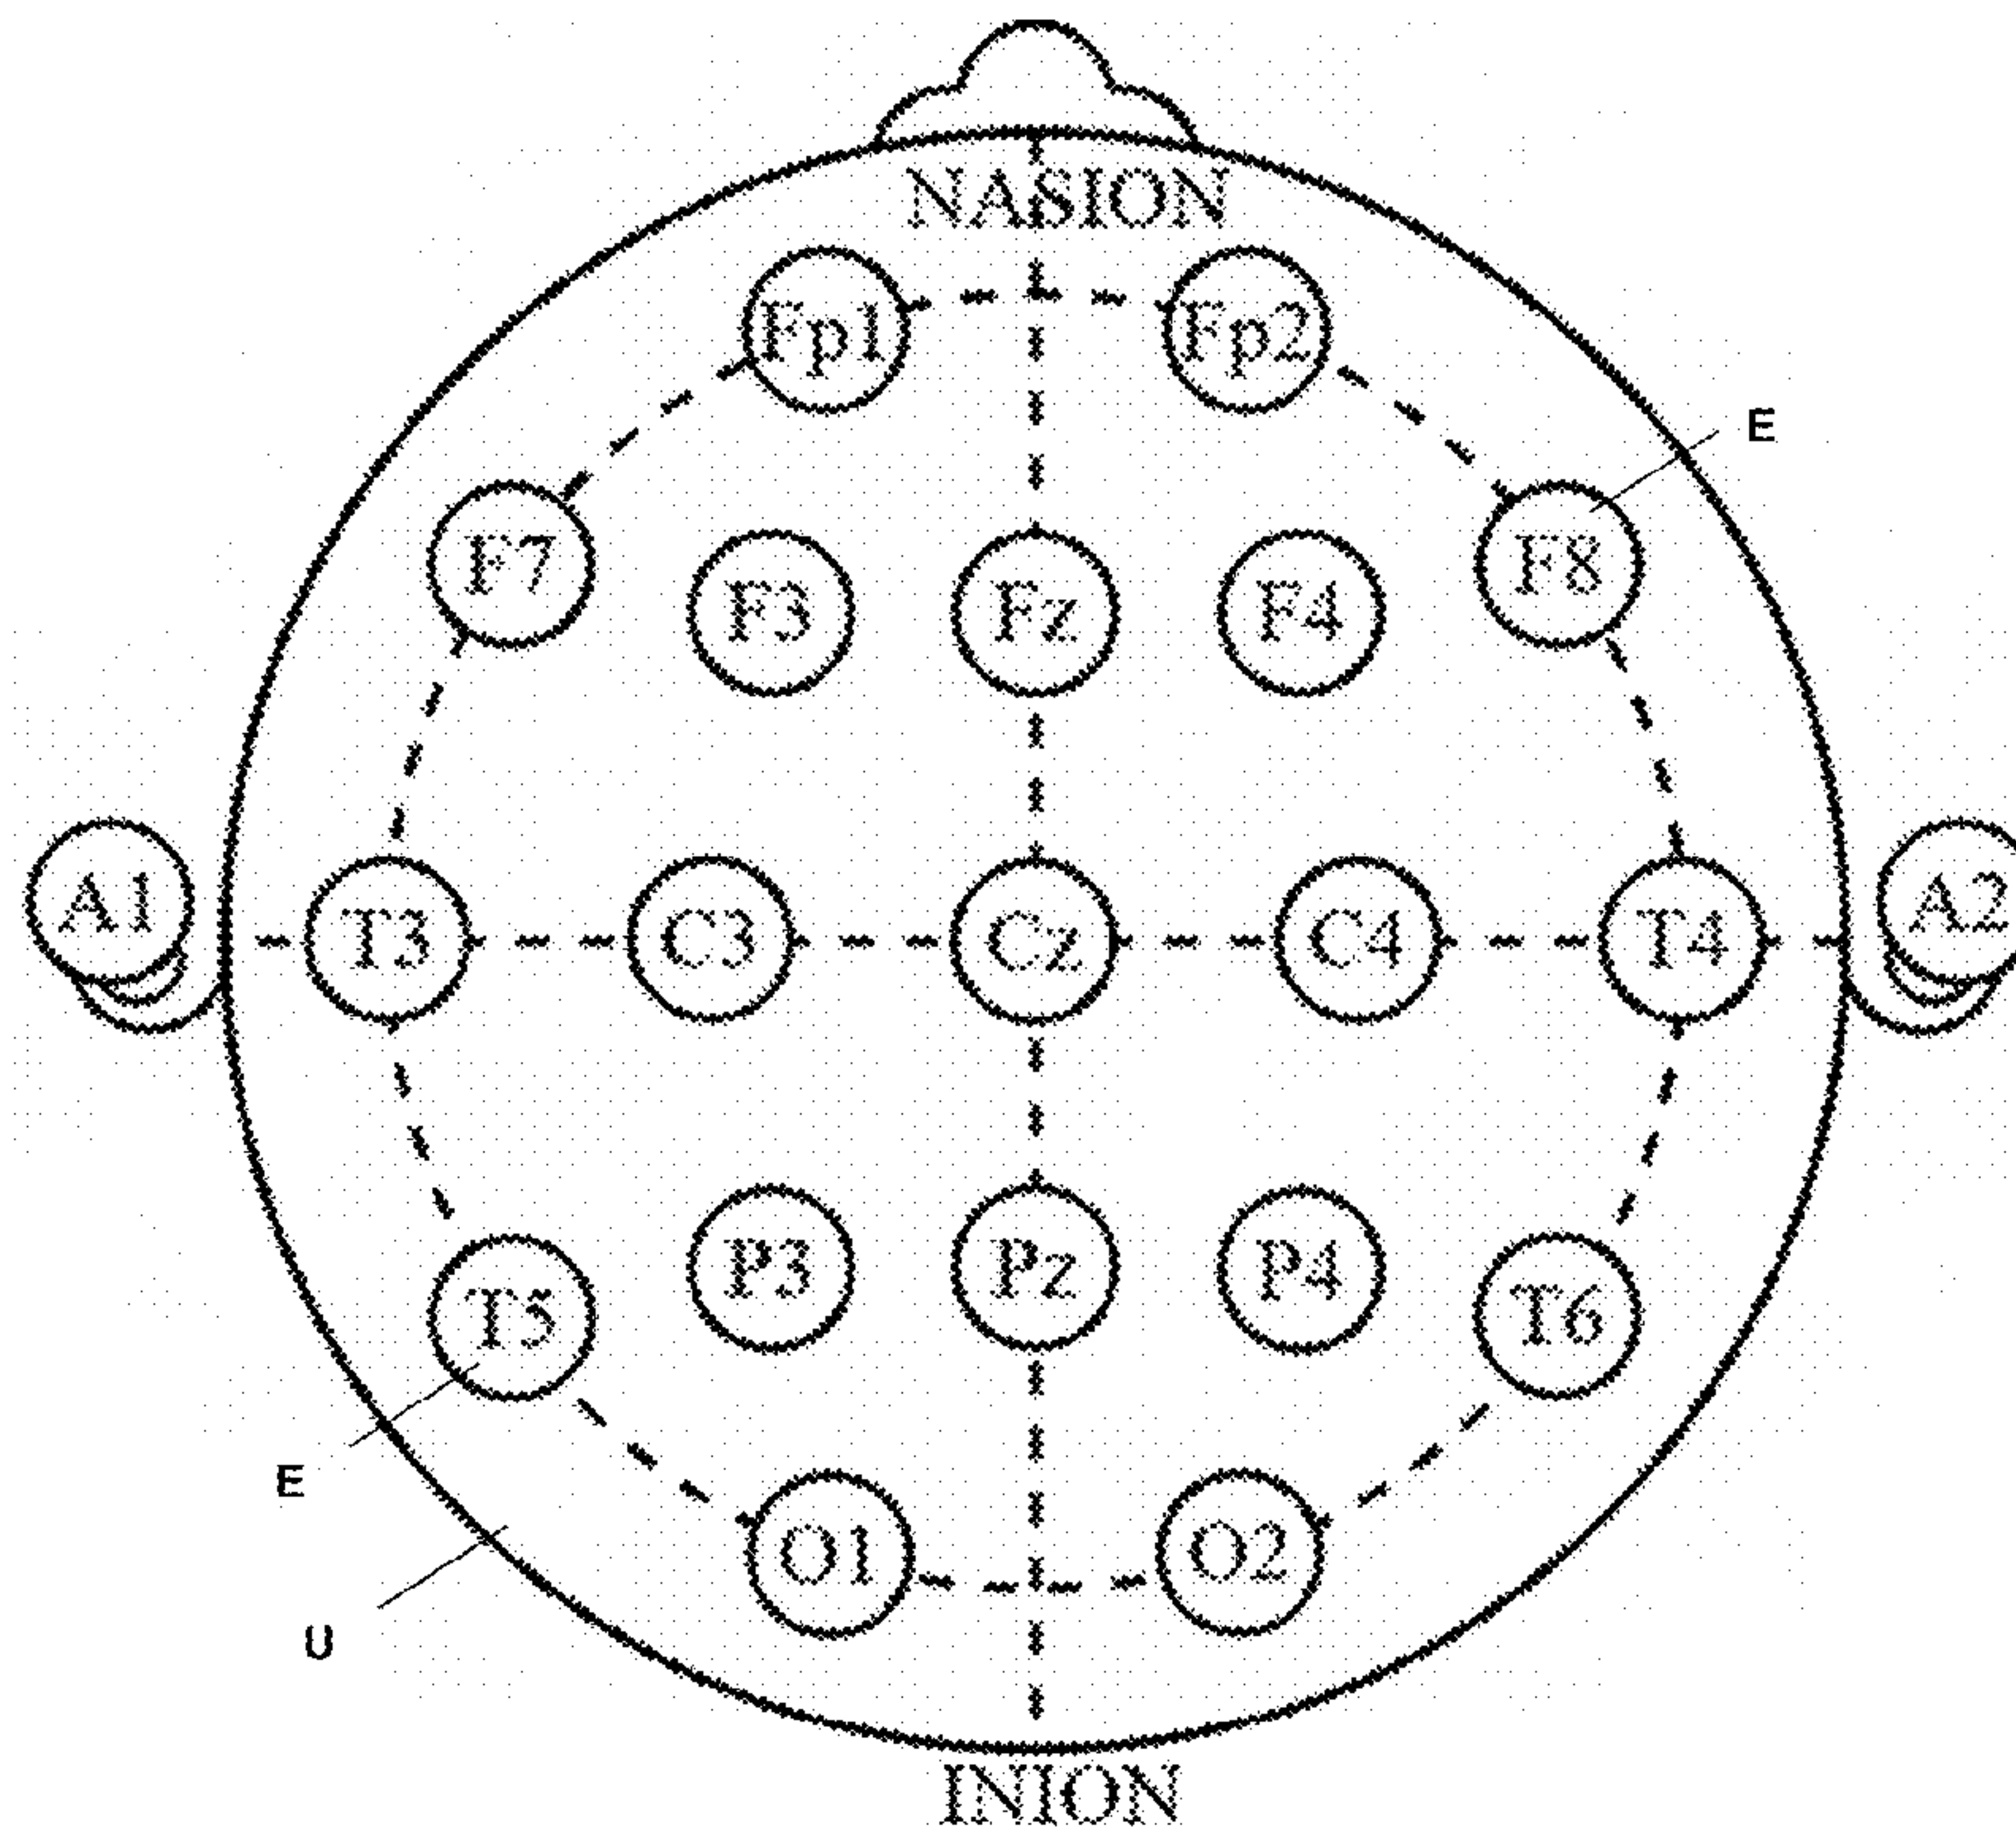 NASION
Fp1 Fp2
E
F7 F3 Fz F4 F8
A1 T3 C3 Cz C4 T4 A2
T5 P3 Pz P4 T6
E
O1 O2
U
INION